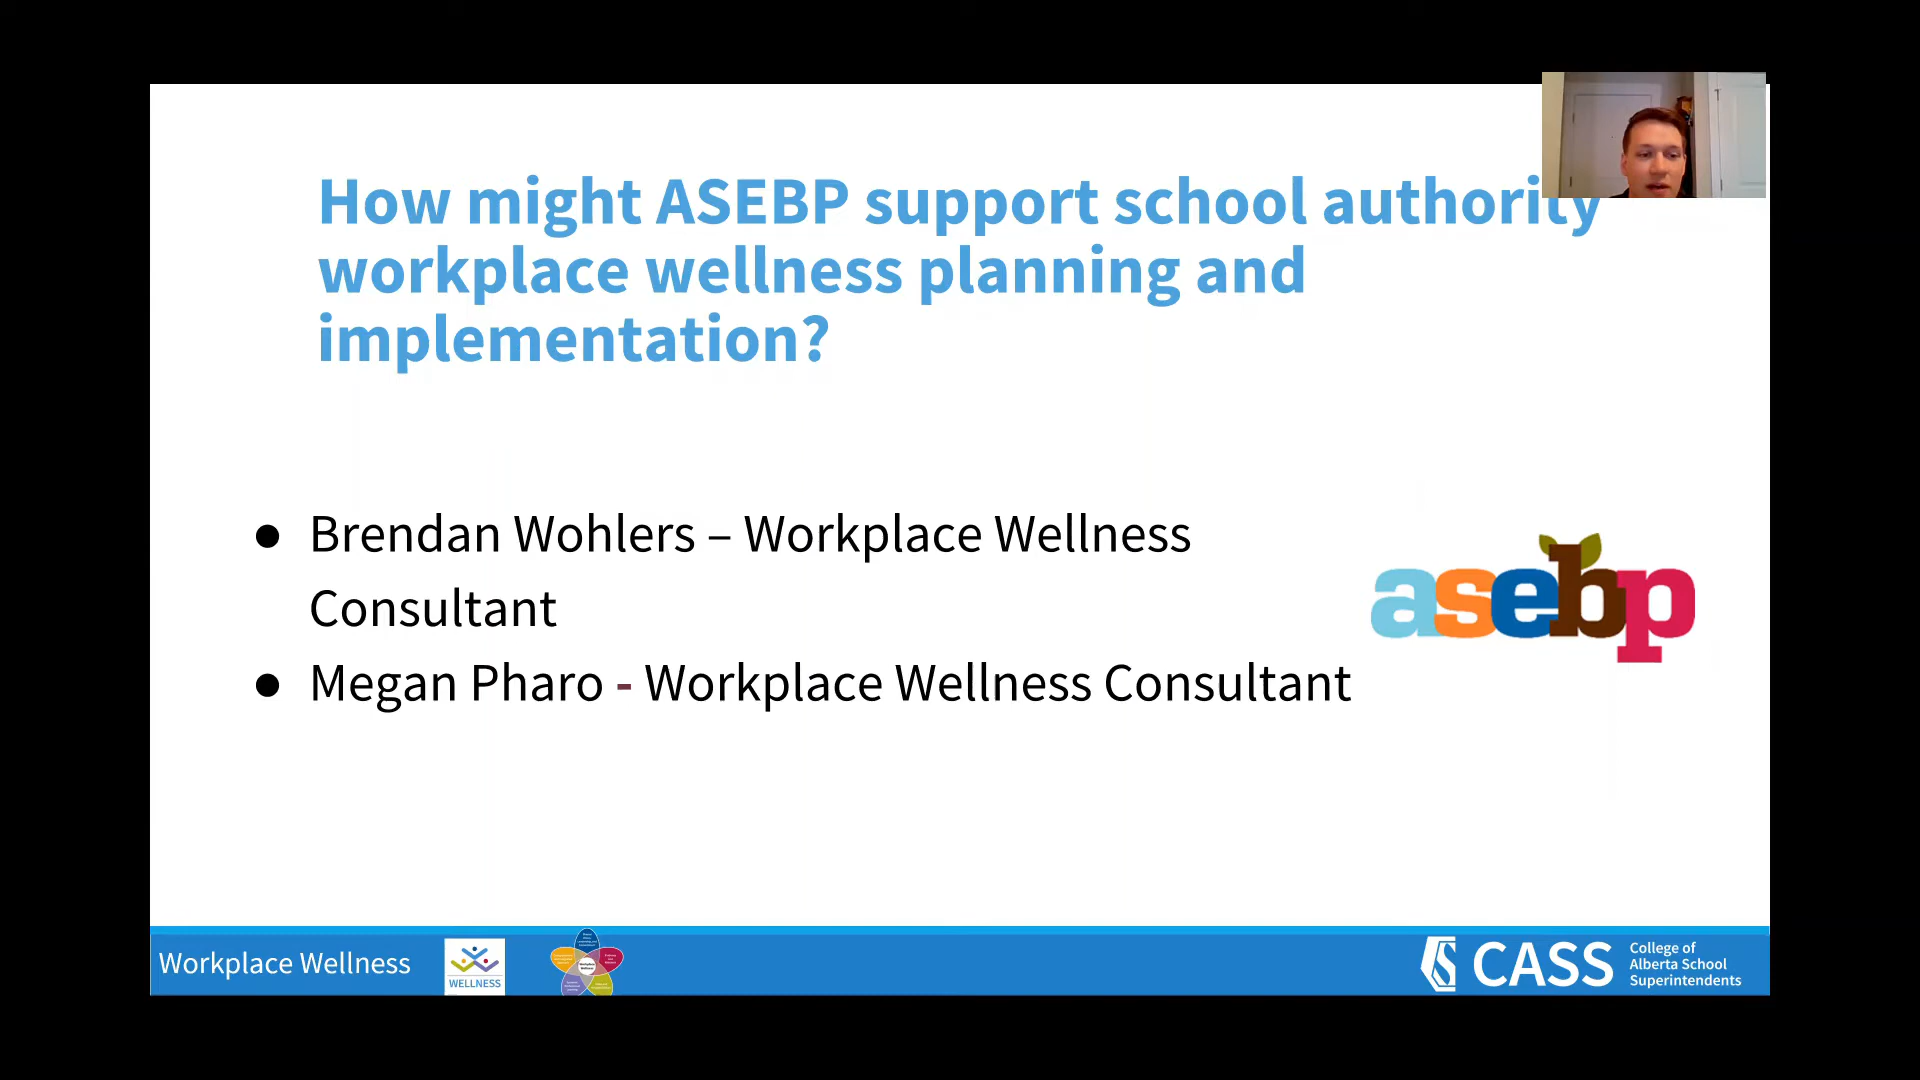 How might ASEBP support school authority
workplace wellness planning and
implementation?
● Brendan Wohlers – Workplace Wellness
Consultant
● Megan Pharo - Workplace Wellness Consultant
asebp
Workplace Wellness
WELLNESS
CASS
College of
Alberta School
Superintendents